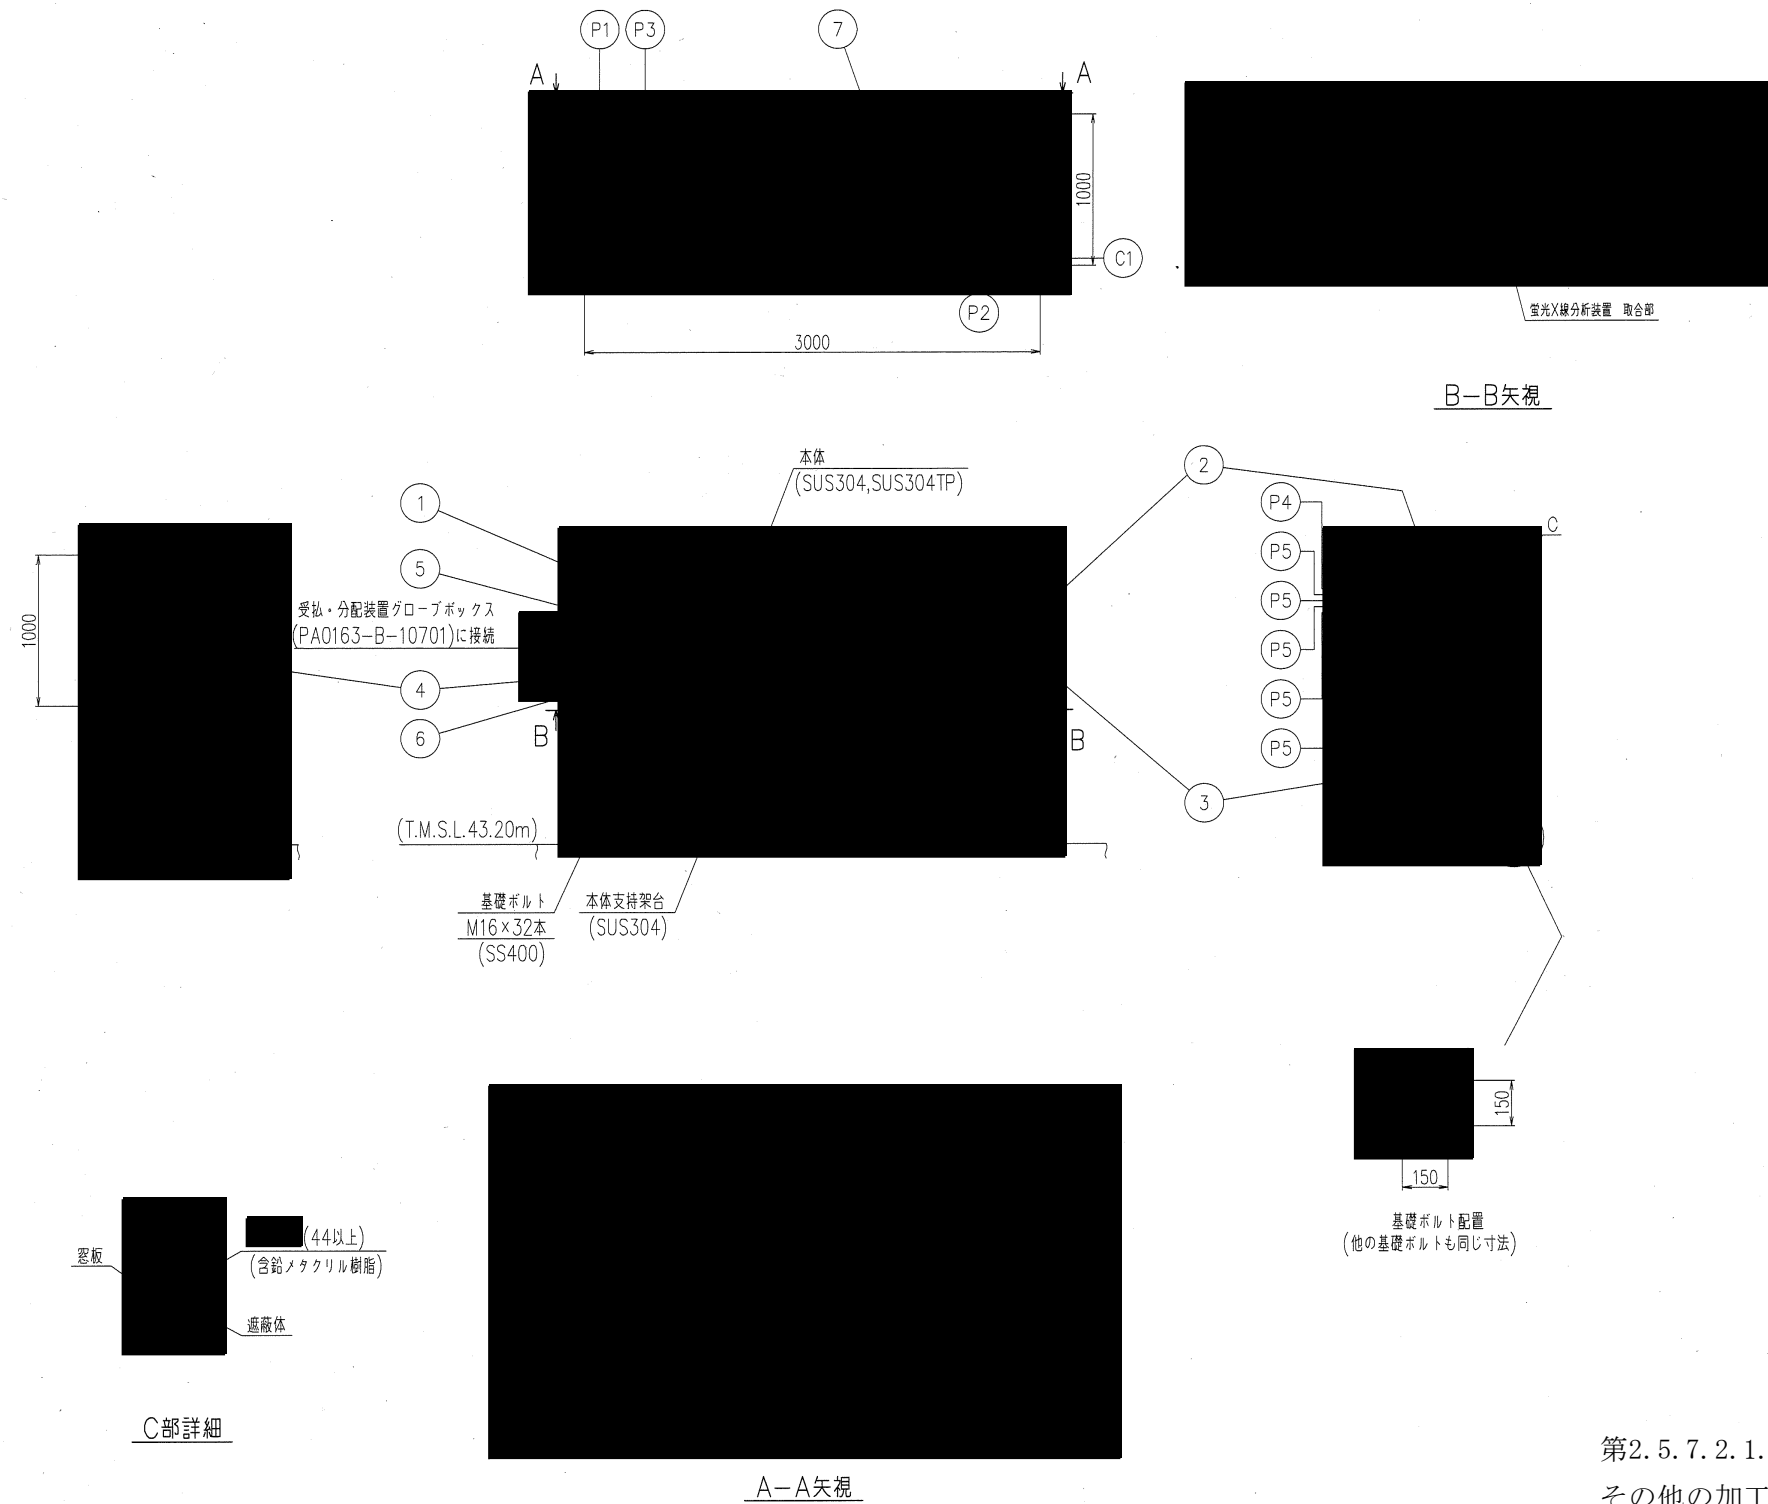 P1
P3
7
A
A
1000
C1
P2
3000
蛍光X線分析装置 取合部
B-B矢視
本体
(SUS304,SUS304TP)
1
5
受払・分配装置グローブボックス
(PA0163-B-10701)に接続
4
6
1000
B
B
2
3
P4
P5
P5
P5
P5
P5
C
(T.M.S.L.43.20m)
基礎ボルト
M16×32本
(SS400)
本体支持架台
(SUS304)
150
150
基礎ボルト配置
(他の基礎ボルトも同じ寸法)
窓板
(44以上)
(含鉛メタクリル樹脂)
遮蔽体
C部詳細
A-A矢視
第2.5.7.2.1.
その他の加工